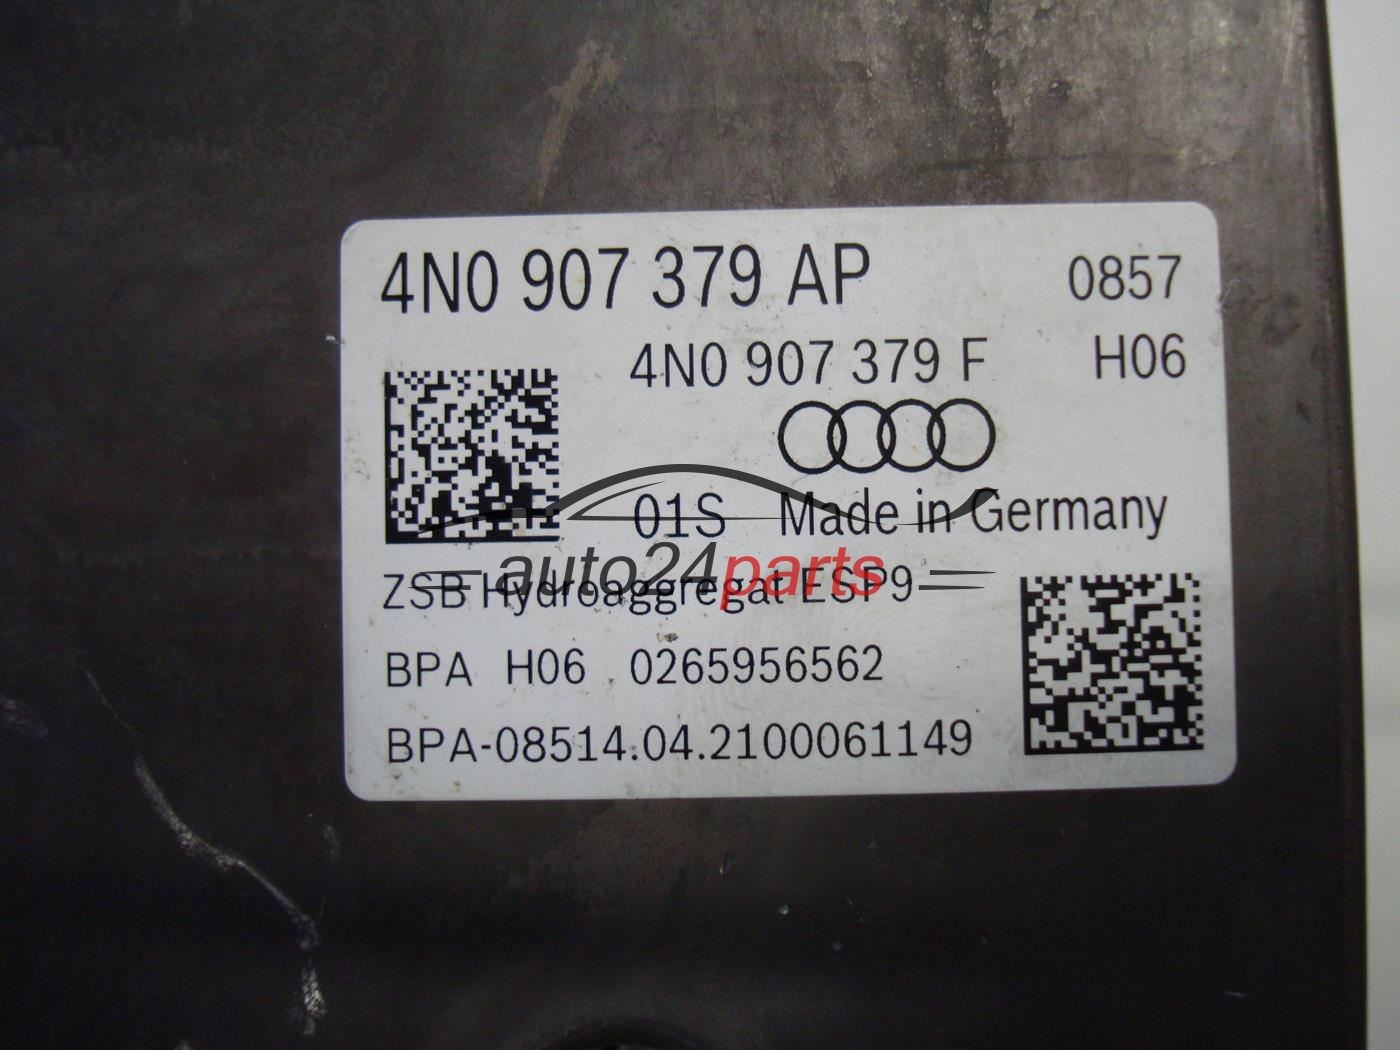 4N0 907 379 AP 0857
4N0 907 379 F H06
01S Made in Germany
auto24parts
ZSB Hydroaggregat ESP9
BPA H06 0265956562
BPA-08514.04.2100061149